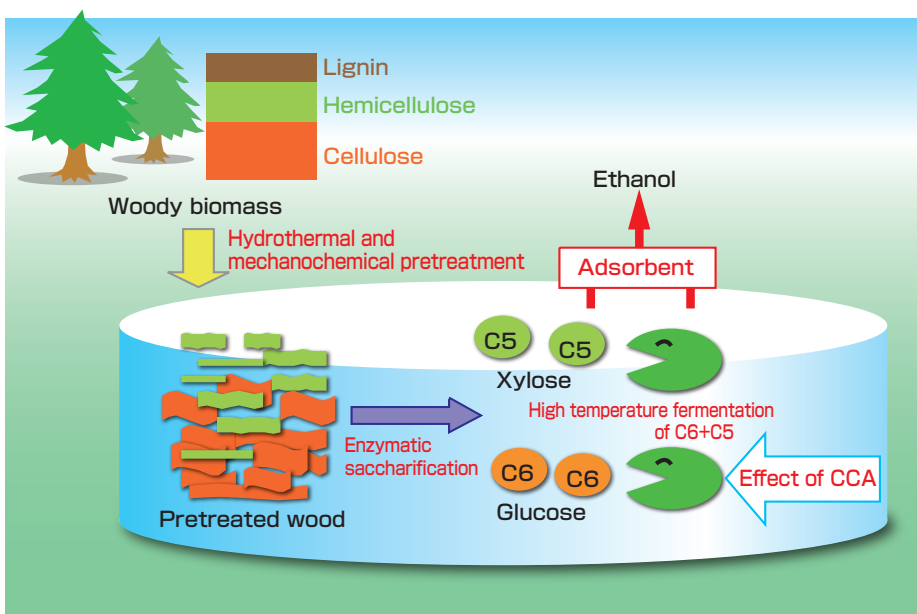 Lignin
Hemicellulose
Cellulose
Woody biomass
Hydrothermal and
mechanochemical pretreatment
Ethanol
Adsorbent
C5
C5
Xylose
High temperature fermentation
of C6+C5
Enzymatic
saccharification
C6
C6
Glucose
Effect of CCA
Pretreated wood